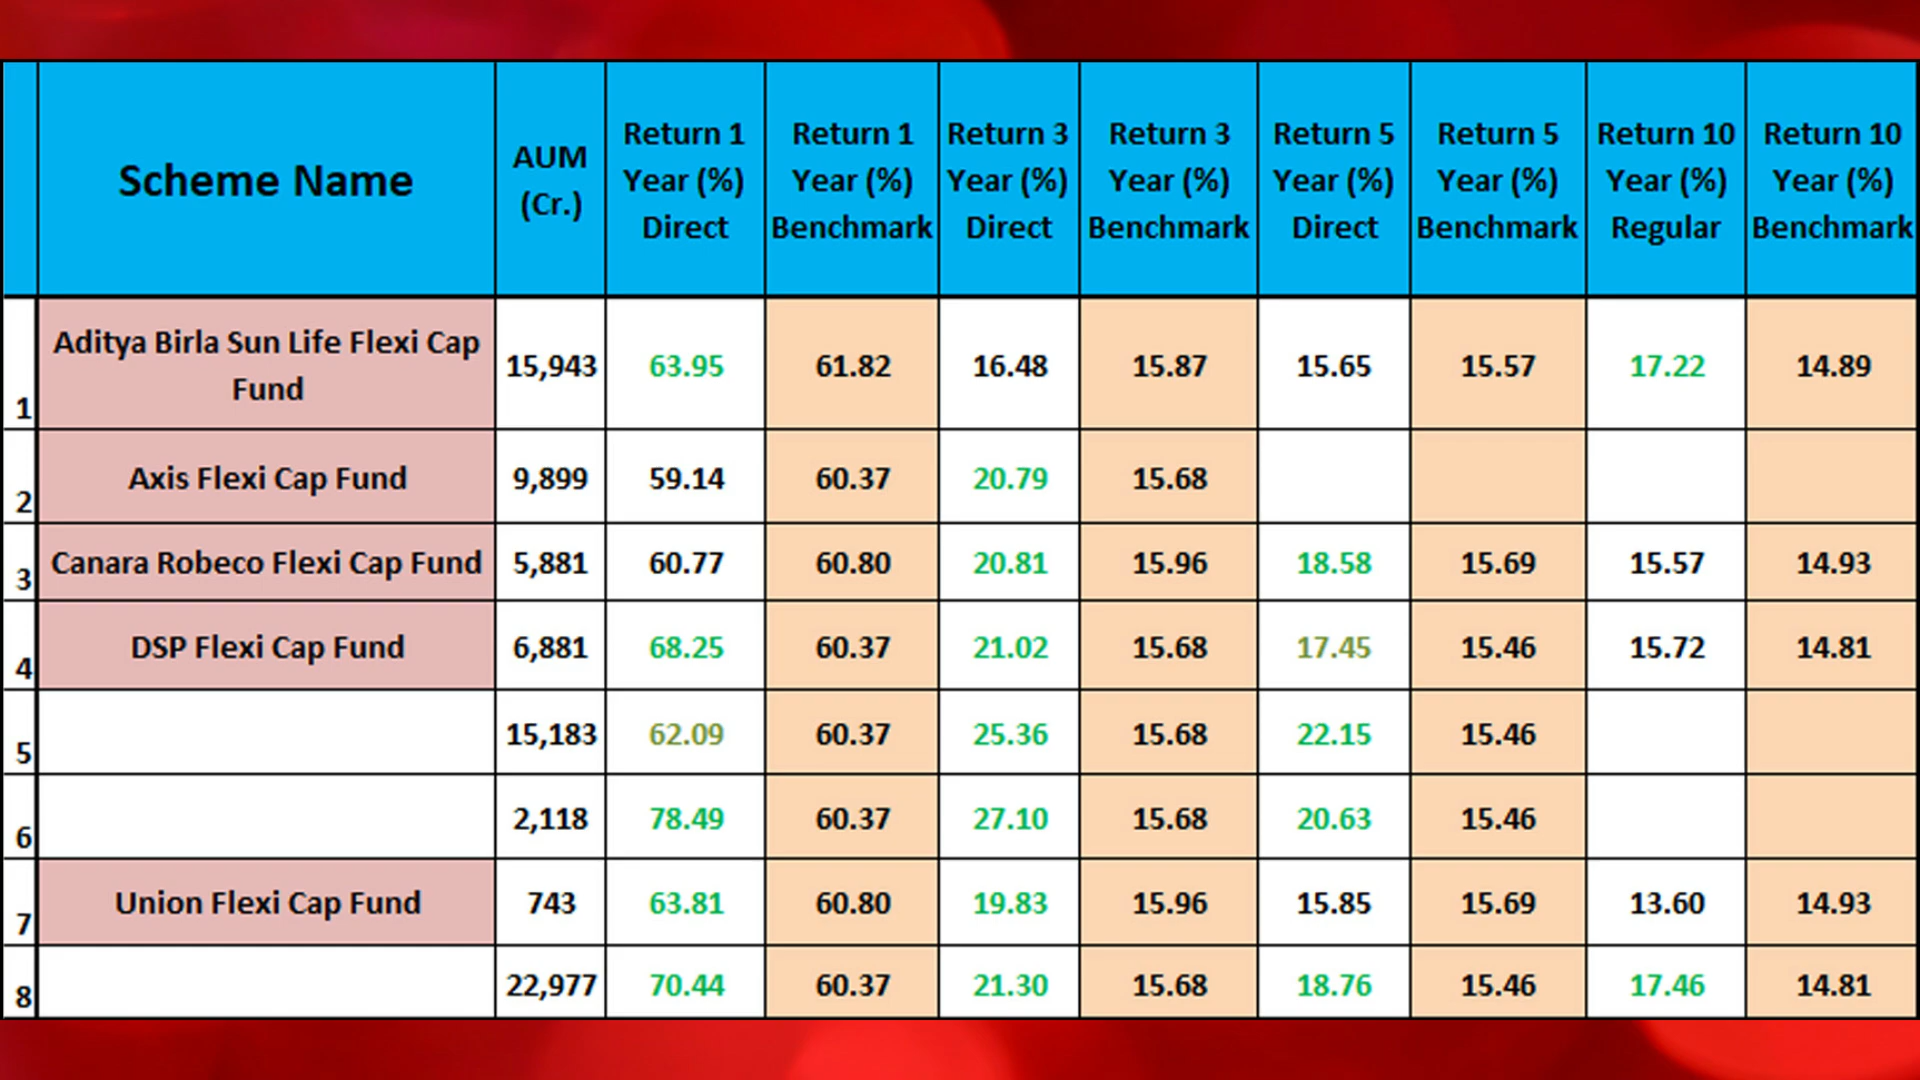 Scheme Name AUM (Cr.) Return 1 Year (%) Direct Return 1 Year (%) Benchmark Return 3 Year (%) Direct Return 3 Year (%) Benchmark Return 5 Year (%) Direct Return 5 Year (%) Benchmark Return 10 Year (%) Regular Return 10 Year (%) Benchmark
1 Aditya Birla Sun Life Flexi Cap Fund 15,943 63.95 61.82 16.48 15.87 15.65 15.57 17.22 14.89
2 Axis Flexi Cap Fund 9,899 59.14 60.37 20.79 15.68
3 Canara Robeco Flexi Cap Fund 5,881 60.77 60.80 20.81 15.96 18.58 15.69 15.57 14.93
4 DSP Flexi Cap Fund 6,881 68.25 60.37 21.02 15.68 17.45 15.46 15.72 14.81
5 15,183 62.09 60.37 25.36 15.68 22.15 15.46
6 2,118 78.49 60.37 27.10 15.68 20.63 15.46
7 Union Flexi Cap Fund 743 63.81 60.80 19.83 15.96 15.85 15.69 13.60 14.93
8 22,977 70.44 60.37 21.30 15.68 18.76 15.46 17.46 14.81